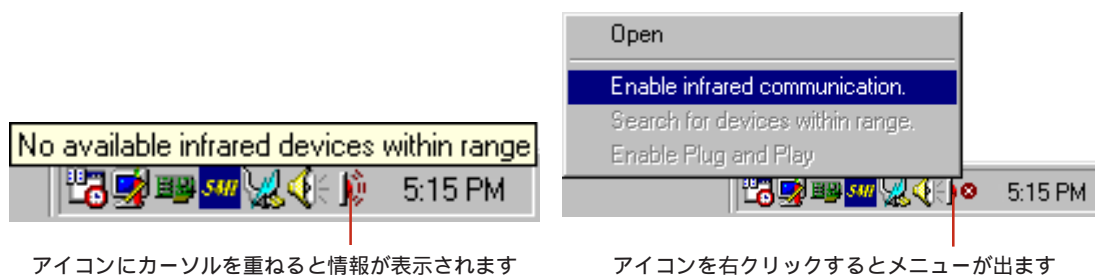 No available infrared devices within range
5:15 PM
アイコンにカーソルを重ねると情報が表示されます
Open
Enable infrared communication.
Search for devices within range.
Enable Plug and Play
5:15 PM
アイコンを右クリックするとメニューが出ます